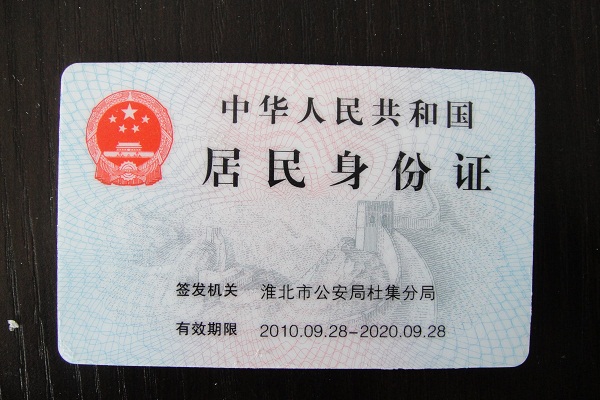 中华人民共和国
居民身份证
签发机关 淮北市公安局杜集分局
有效期限 2010.09.28-2020.09.28